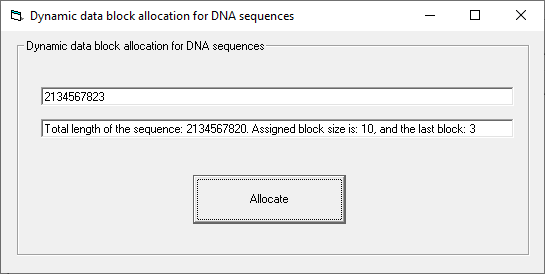 Dynamic data block allocation for DNA sequences
Dynamic data block allocation for DNA sequences
2134567823
Total length of the sequence: 2134567820. Assigned block size is: 10, and the last block: 3
Allocate